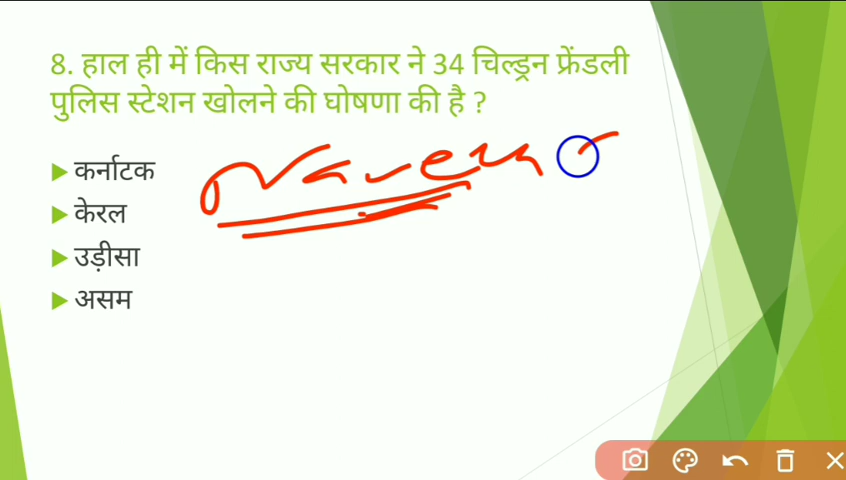 8. हाल ही में किस राज्य सरकार ने 34 चिल्ड्रन फ्रेंडली
पुलिस स्टेशन खोलने की घोषणा की है ?
कर्नाटक
केरल
उड़ीसा
असम